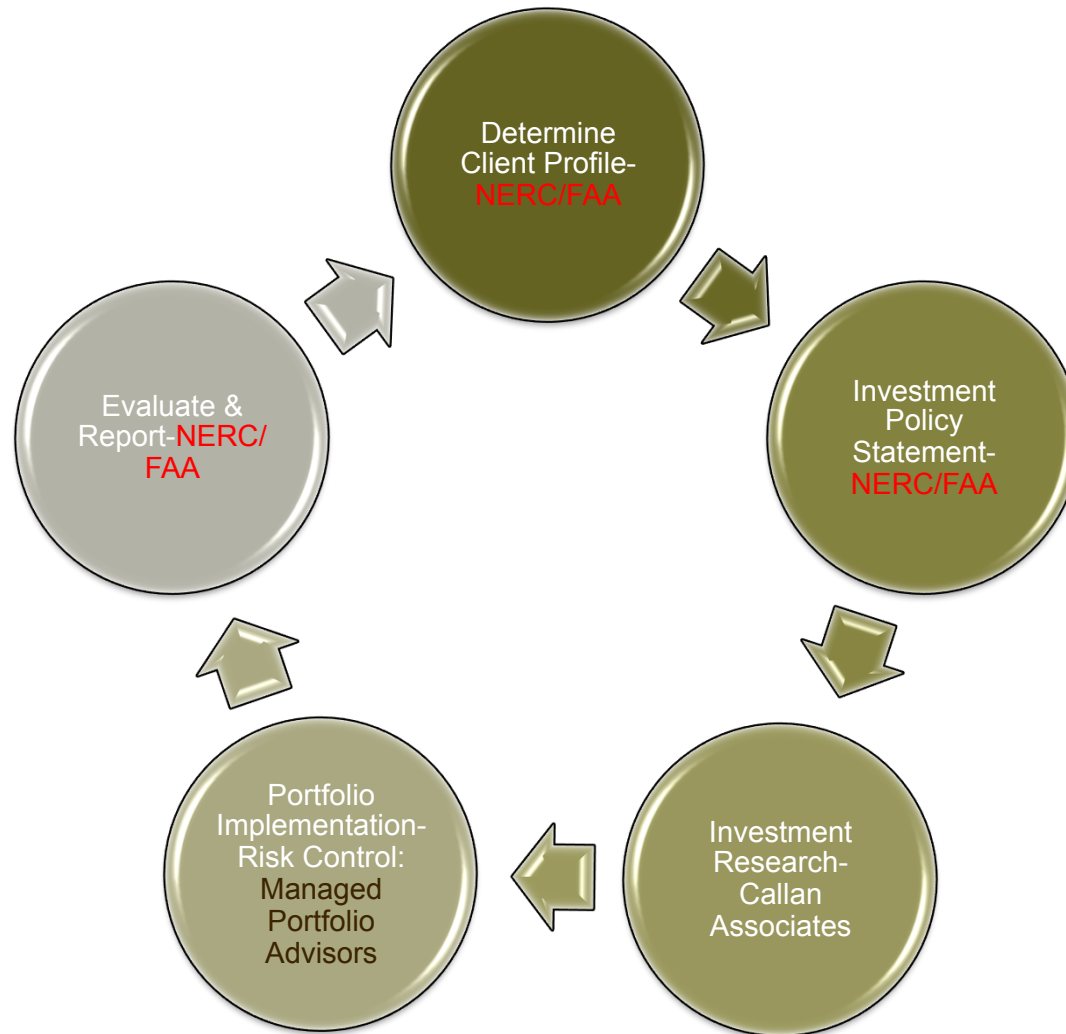 Determine
Client Profile-
NERC/FAA
Investment
Policy
Statement-
NERC/FAA
Investment
Research-
Callan
Associates
Portfolio
Implementation-
Risk Control:
Managed
Portfolio
Advisors
Evaluate &
Report-NERC/
FAA